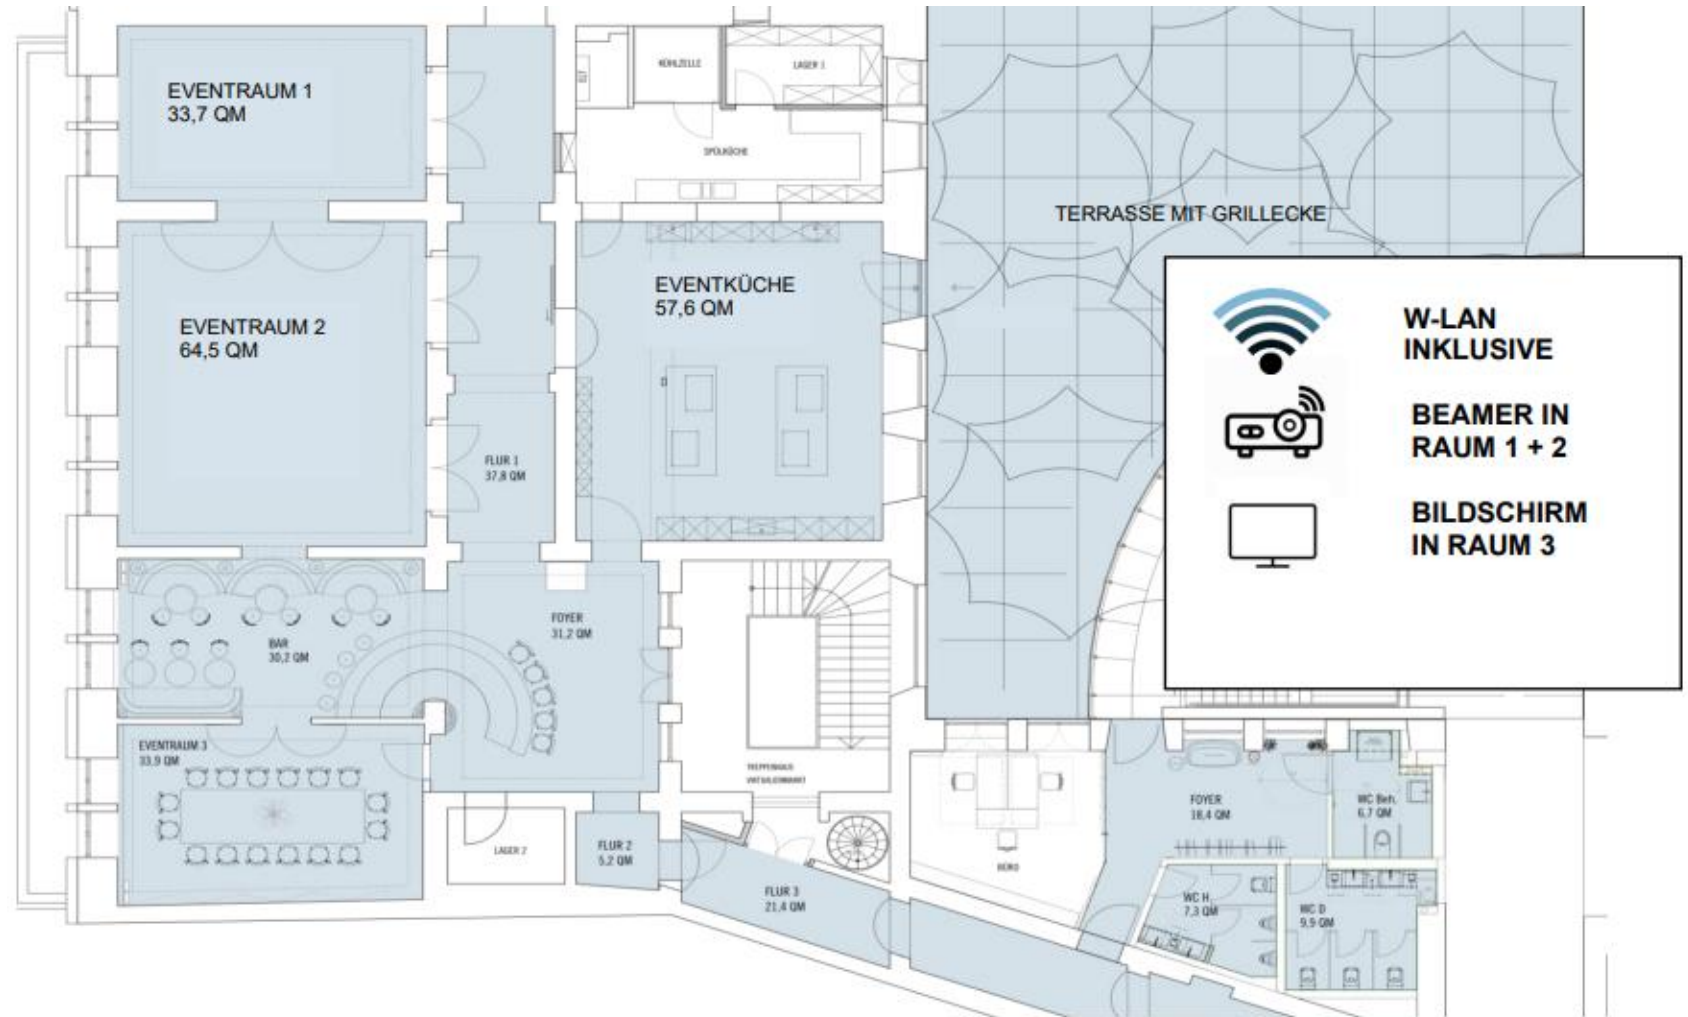 EVENTRAUM 1
33,7 QM
KÜHLZELLE
LAGER 1
ELT
SPÜLKÜCHE
TERRASSE MIT GRILLECKE
EVENTKÜCHE
57,6 QM
EVENTRAUM 2
64,5 QM
W-LAN
INKLUSIVE
BEAMER IN
RAUM 1 + 2
BILDSCHIRM
IN RAUM 3
FLUR 1
37,8 QM
FOYER
31,2 QM
BAR
30,2 QM
EVENTRAUM 3
33,9 QM
TREPPENHAUS
VIKTUALIENMARKT
LAGER 2
FLUR 2
5,2 QM
FLUR 3
21,4 QM
BÜRO
FOYER
18,4 QM
WC Beh.
6,7 QM
WC H
7,3 QM
WC D
9,9 QM